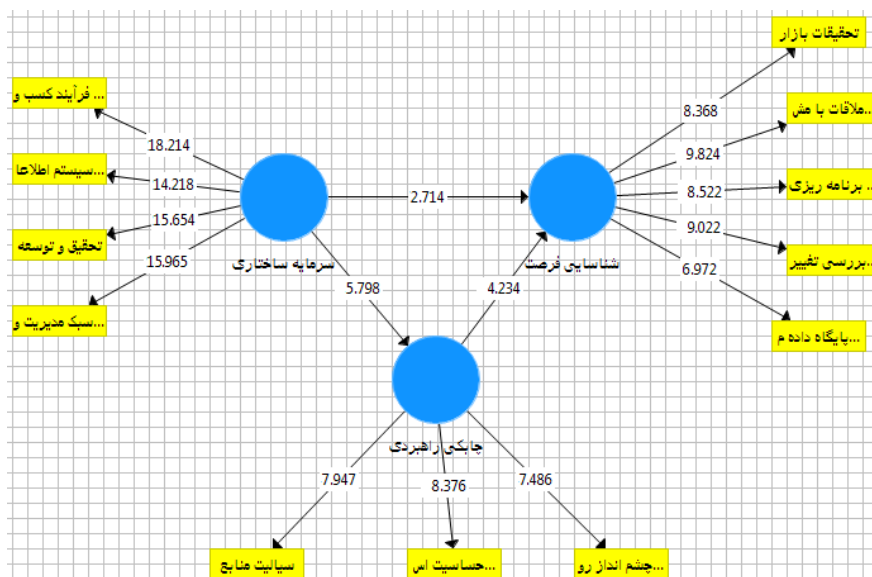 تحقیقات بازار
فرآیند کسب و ...
8.368
ملاقات با مش...
18.214
9.824
سیستم اطلاعا...
14.218
2.714
8.522
برنامه ریزی ...
15.654
9.022
تحقیق و توسعه
15.965
سرمایه ساختاری
شناسایی فرصت
بررسی تغییر...
5.798
4.234
6.972
سبک مدیریت و...
پایگاه داده م...
چابکی راهبردی
7.947
8.376
7.486
سیالیت منابع
حساسیت اس...
چشم انداز رو...